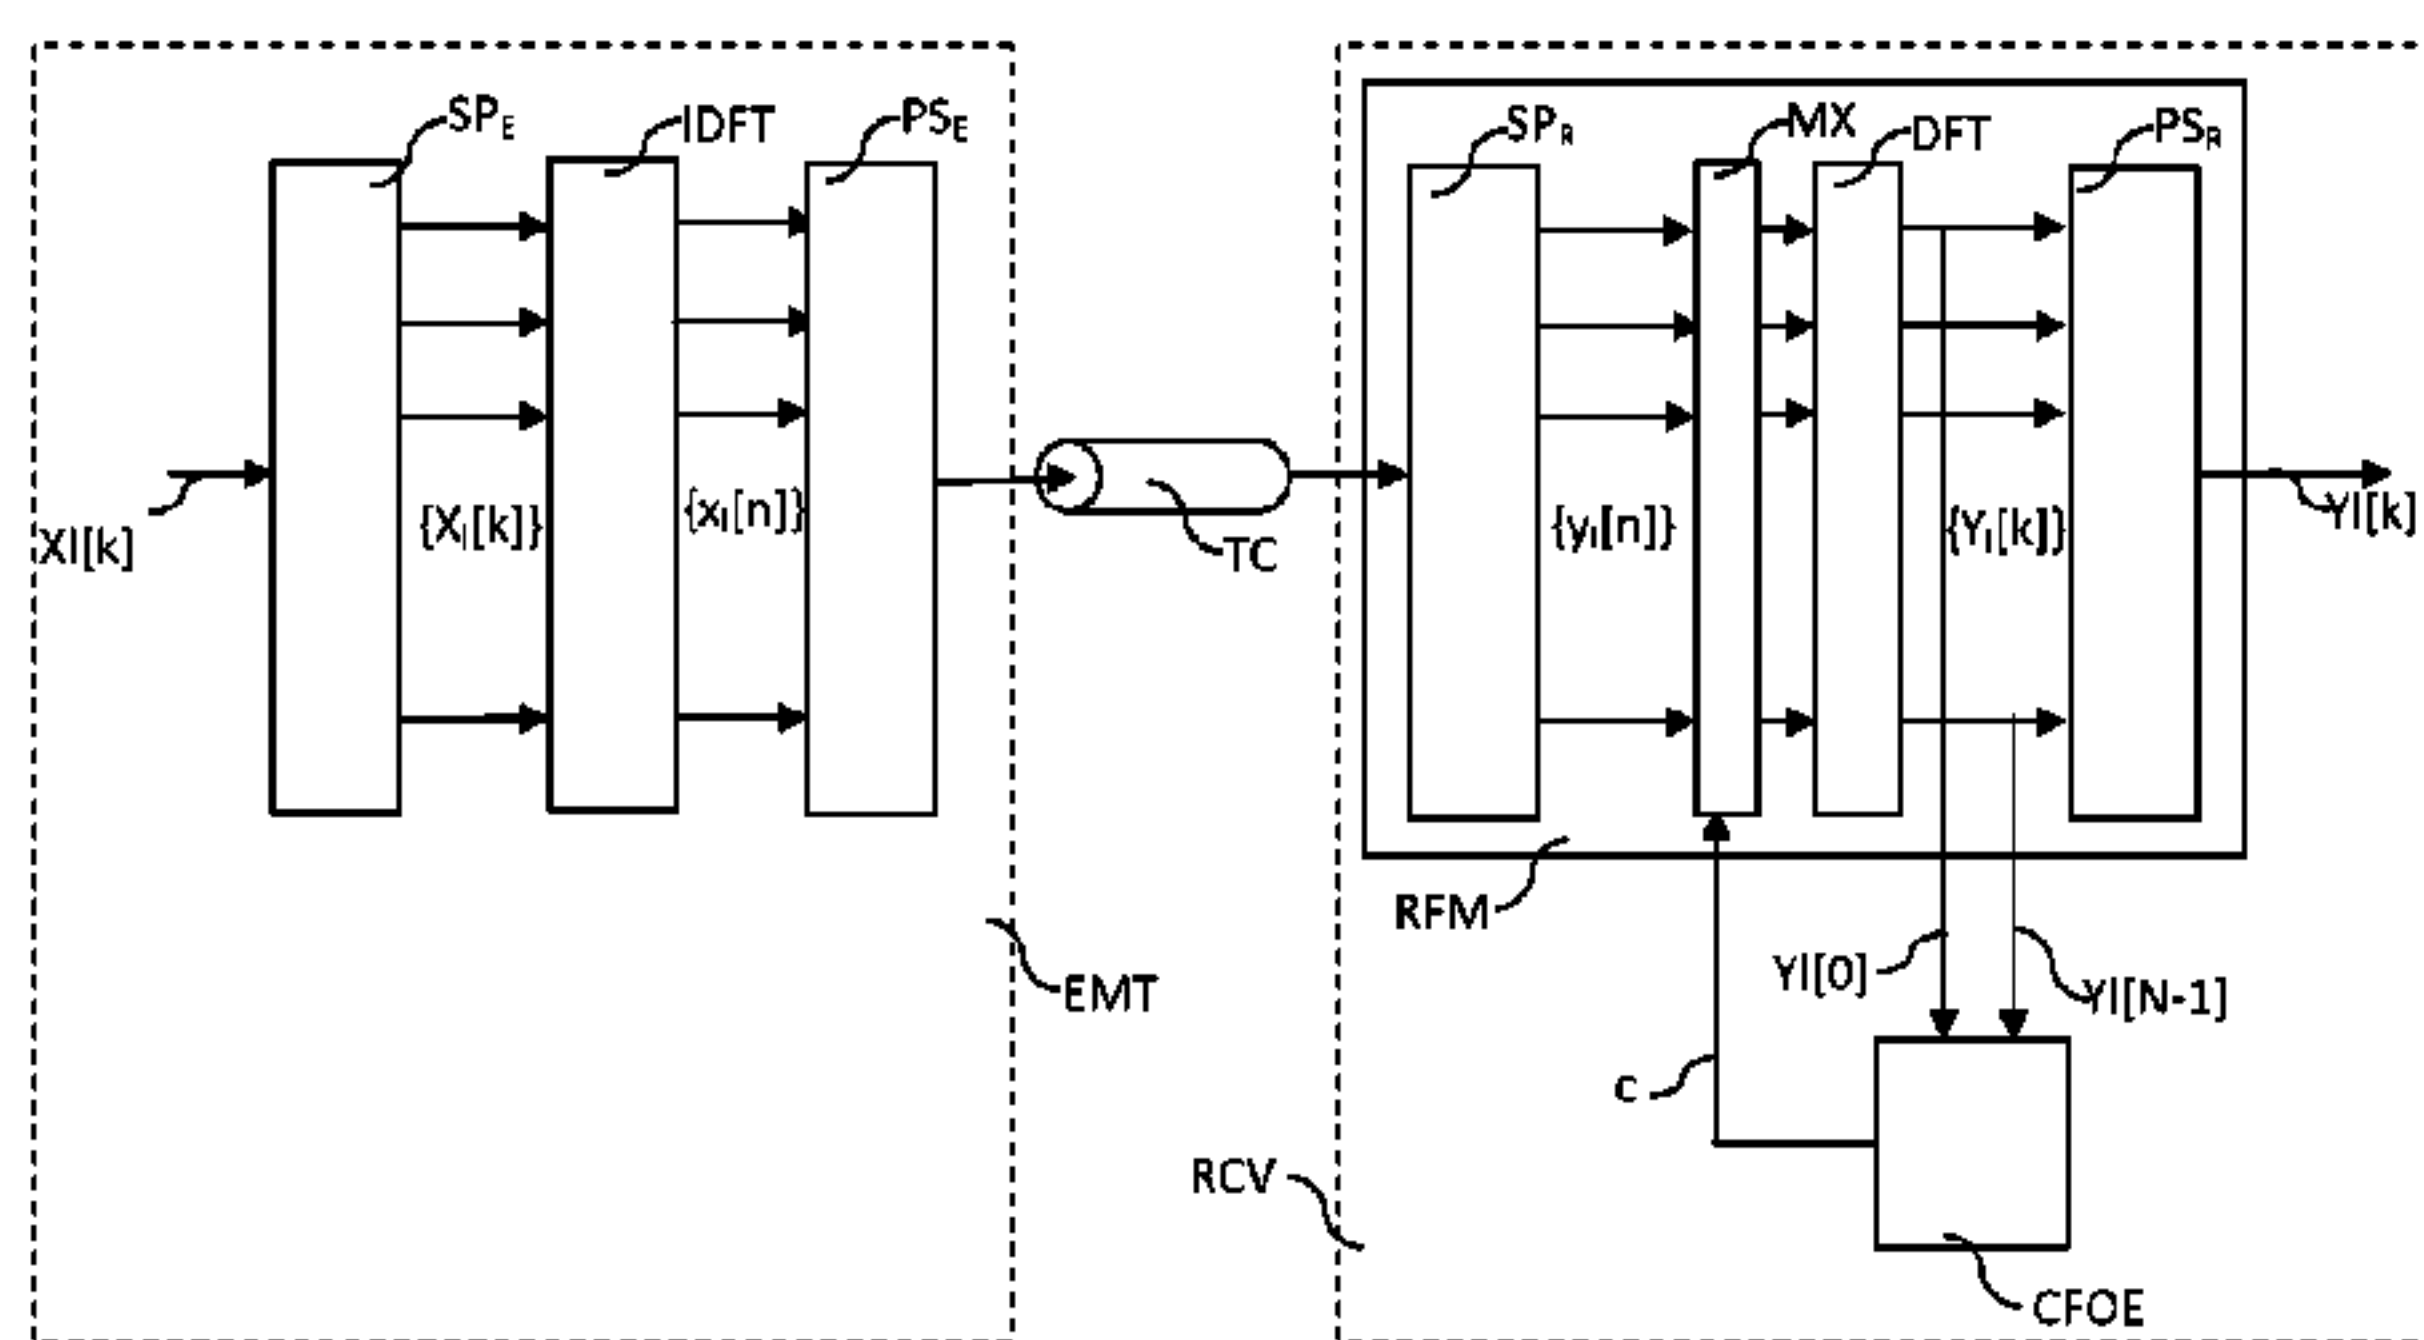 SPE
IDFT
PSE
XI[k]
{XI[k]}
{xI[n]}
TC
EMT
SPR
MX
DFT
PSR
{yI[n]}
{YI[k]}
YI[k]
RFM
YI[0]
YI[N-1]
c
RCV
CFOE